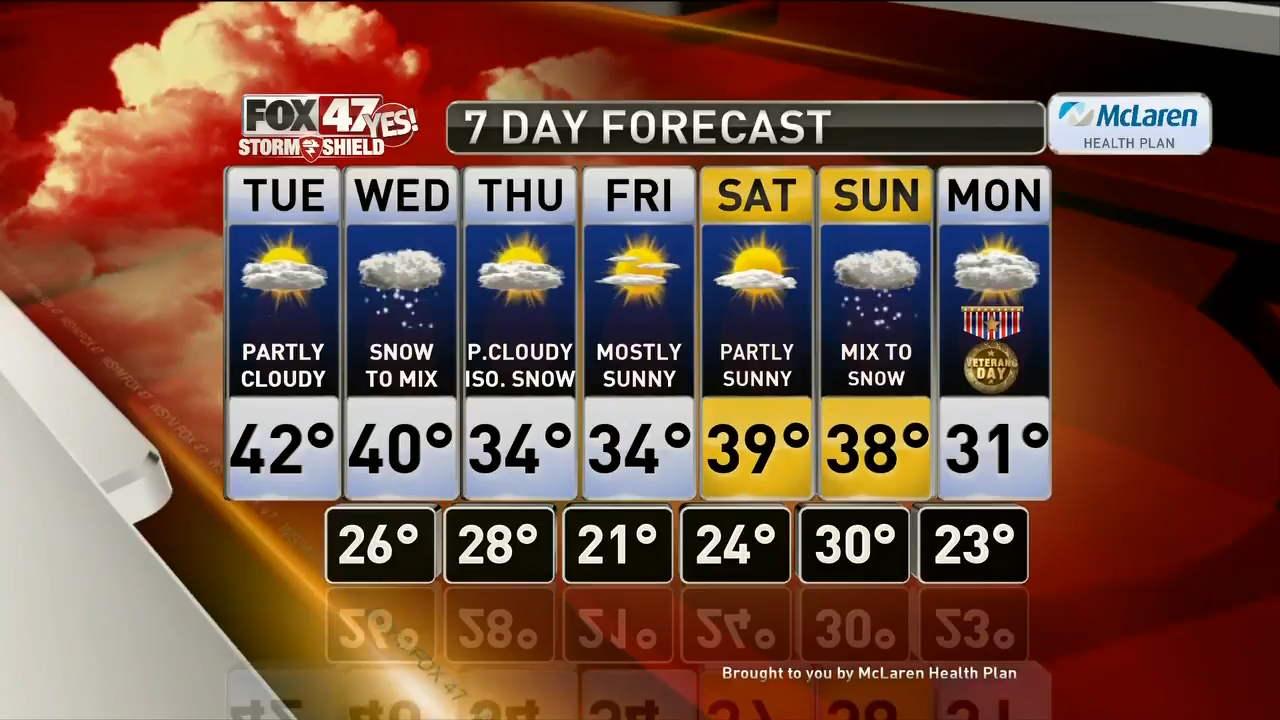 FOX 47 YES!
STORM SHIELD
7 DAY FORECAST
McLaren
HEALTH PLAN
TUE WED THU FRI SAT SUN MON
PARTLY CLOUDY
SNOW TO MIX
P.CLOUDY ISO. SNOW
MOSTLY SUNNY
PARTLY SUNNY
MIX TO SNOW
VETERANS DAY
42° 40° 34° 34° 39° 38° 31°
26° 28° 21° 24° 30° 23°
Brought to you by McLaren Health Plan